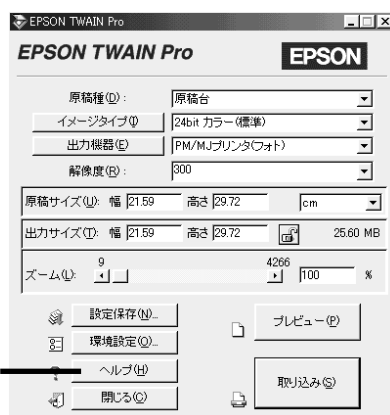 EPSON TWAIN Pro
EPSON TWAIN Pro EPSON
原稿種(D): 原稿台
イメージタイプ(I) 24bit カラー(標準)
出力機器(E) PM/MJプリンタ(フォト)
解像度(R): 300
原稿サイズ(U): 幅 21.59 高さ 29.72 cm
出力サイズ(T): 幅 21.59 高さ 29.72 25.60 MB
9 4266
ズーム(L): 100 %
設定保存(N)...
環境設定(O)...
ヘルプ(H)
閉じる(C)
プレビュー(P)
取り込み(S)